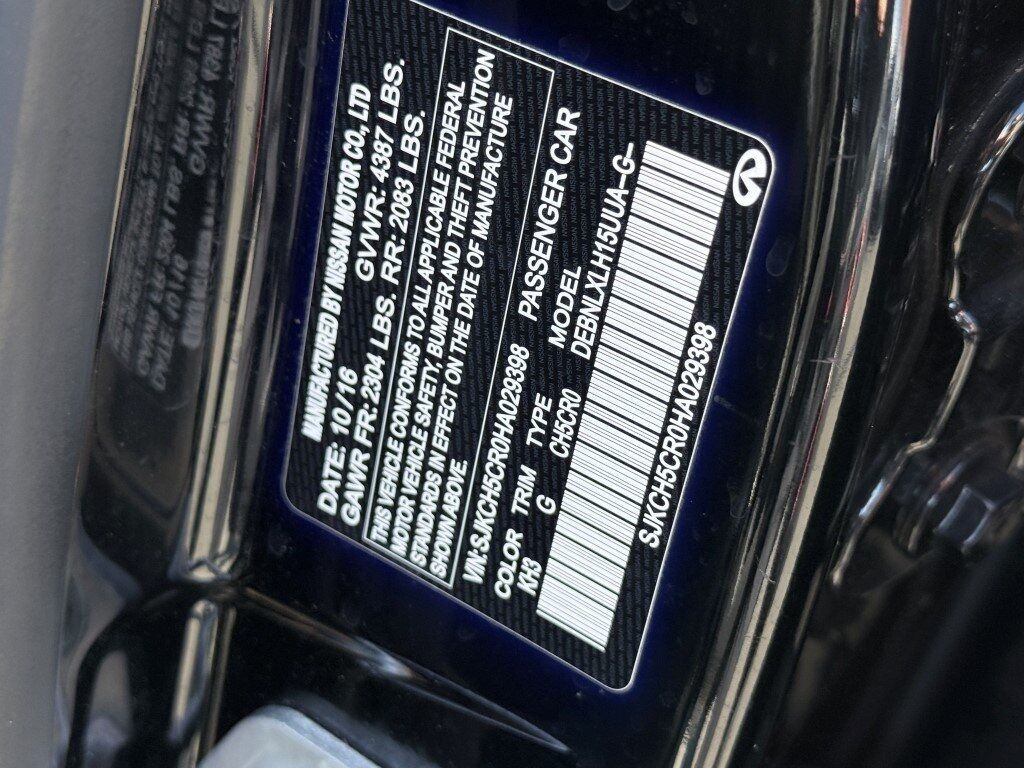 MANUFACTURED BY NISSAN MOTOR CO., LTD
DATE: 10/16 GVWR: 4387 LBS.
GAWR FR: 2304 LBS. RR: 2083 LBS.
THIS VEHICLE CONFORMS TO ALL APPLICABLE FEDERAL
MOTOR VEHICLE SAFETY, BUMPER AND THEFT PREVENTION
STANDARDS IN EFFECT ON THE DATE OF MANUFACTURE
SHOWN ABOVE.
VIN-SJKCH5CR0HA029398 PASSENGER CAR
COLOR TRIM TYPE MODEL
KH3 G CH5CR0 DEBNLXLH15UUA-G-
SJKCH5CR0HA029398